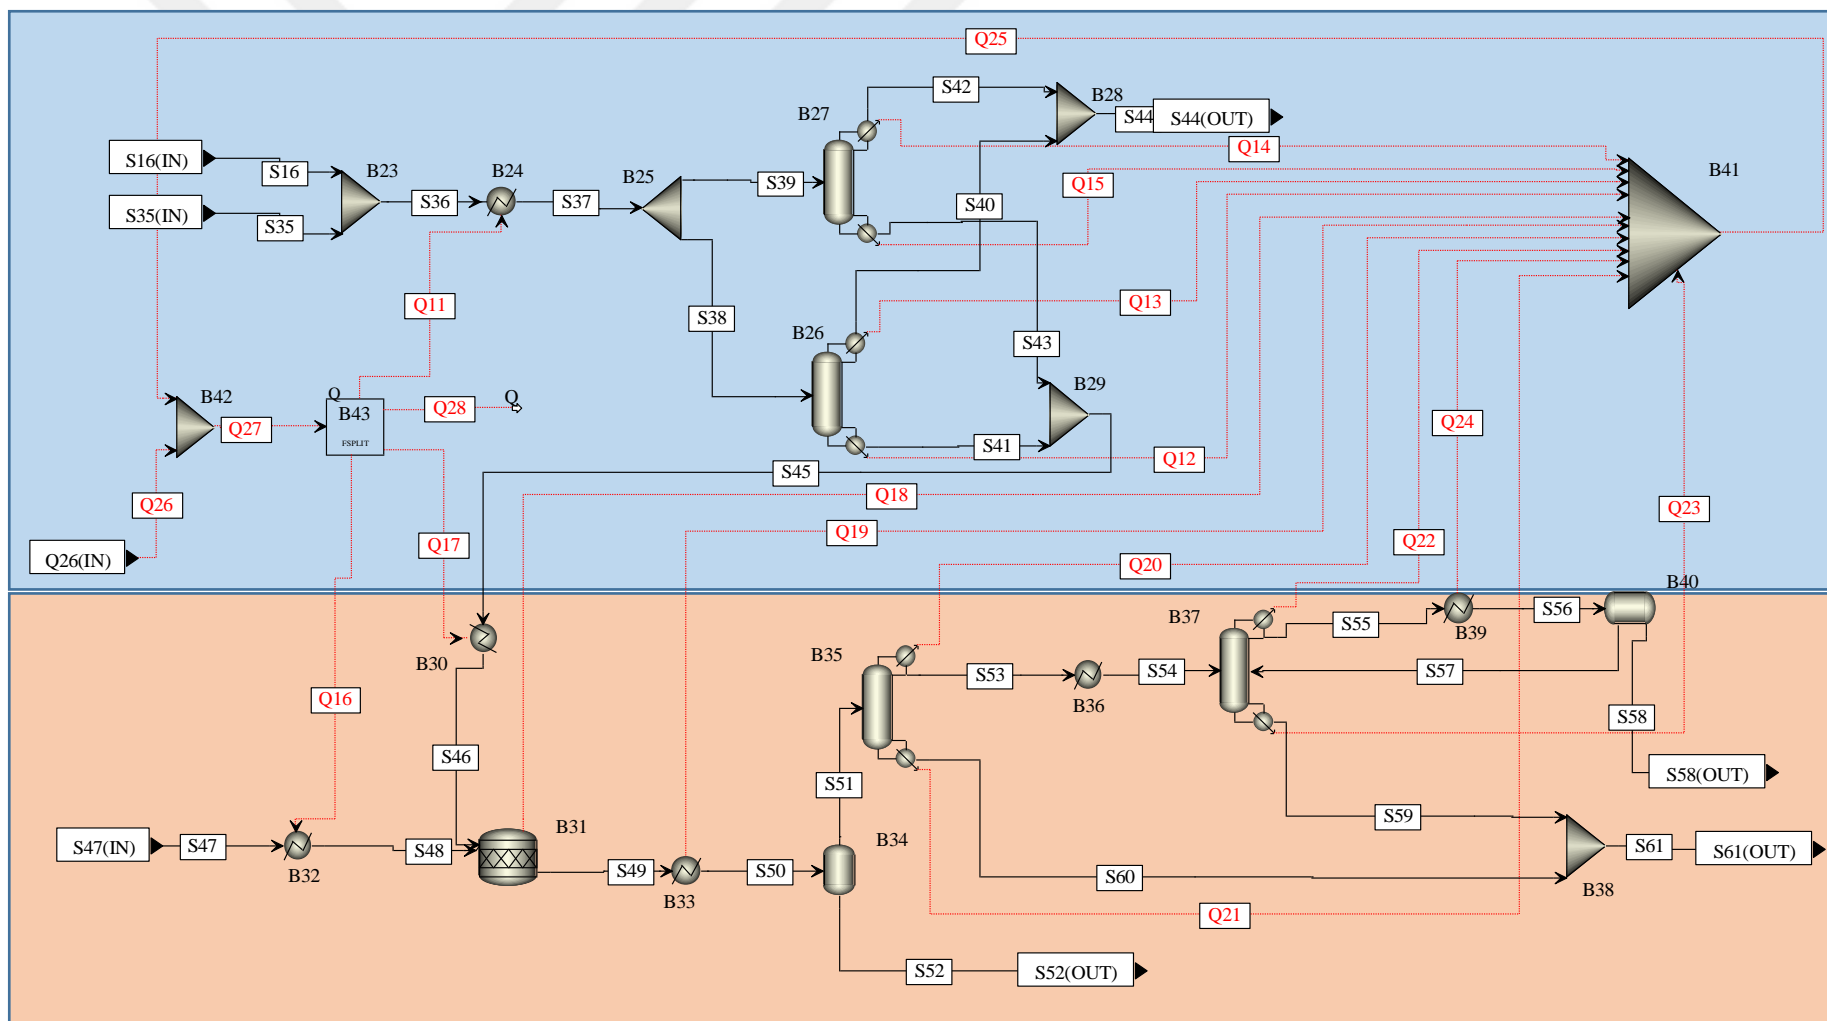 Q25
S42
B28
B27
S44
S44(OUT)
Q14
S16(IN)
S16
B23
B24
B25
S39
Q15
B41
S36
S37
S40
S35(IN)
S35
Q11
Q13
S38
B26
S43
B42
Q
B43
FSPLIT
Q28
Q
B29
Q27
Q24
S41
Q12
S45
Q18
Q26
Q23
Q19
Q17
Q22
Q26(IN)
Q20
B40
S56
B37
S55
B39
B30
B35
S53
S54
S57
B36
Q16
S58
S46
S51
S58(OUT)
S59
B31
B34
S47(IN)
S47
S48
S61
S61(OUT)
B32
S49
S50
S60
B33
B38
Q21
S52
S52(OUT)